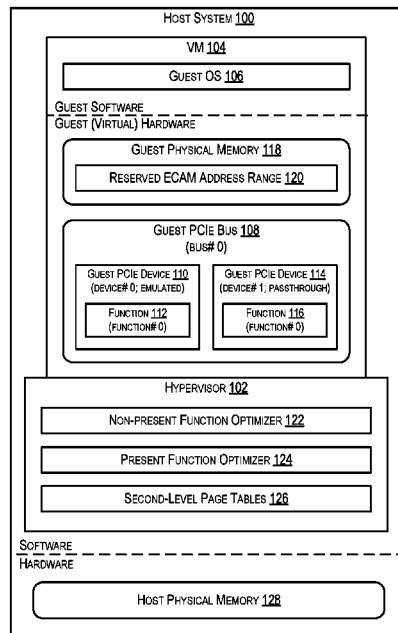 HOST SYSTEM 100
VM 104
GUEST OS 106
GUEST SOFTWARE
GUEST (VIRTUAL) HARDWARE
GUEST PHYSICAL MEMORY 118
RESERVED ECAM ADDRESS RANGE 120
GUEST PCIE BUS 108
(BUS# 0)
GUEST PCIE DEVICE 110
(DEVICE# 0; EMULATED)
FUNCTION 112
(FUNCTION# 0)
GUEST PCIE DEVICE 114
(DEVICE# 1; PASSTHROUGH)
FUNCTION 116
(FUNCTION# 0)
HYPERVISOR 102
NON-PRESENT FUNCTION OPTIMIZER 122
PRESENT FUNCTION OPTIMIZER 124
SECOND-LEVEL PAGE TABLES 126
SOFTWARE
HARDWARE
HOST PHYSICAL MEMORY 128